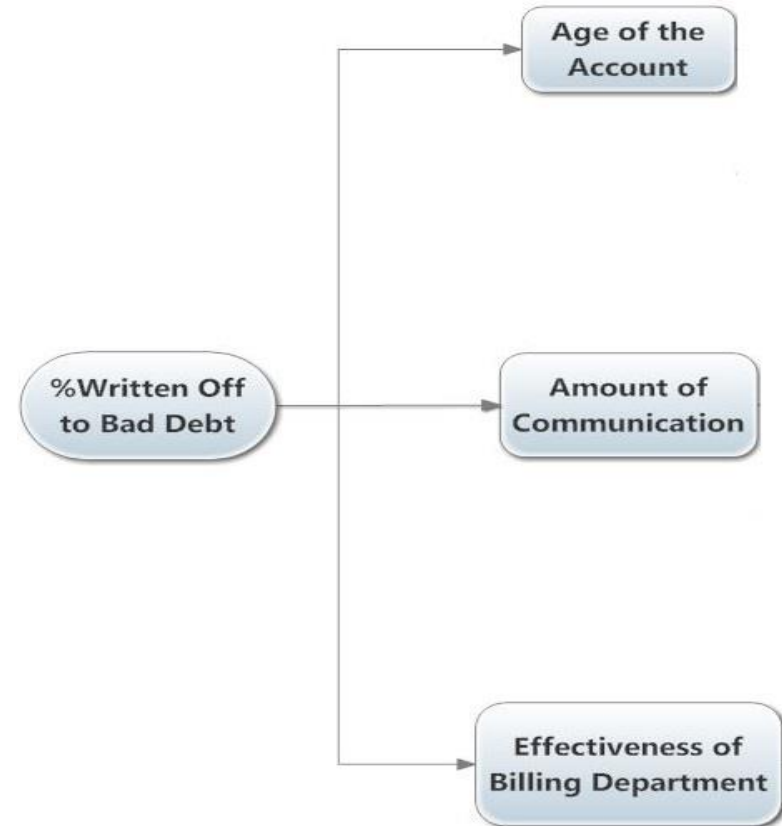 Age of the
Account
%Written Off
to Bad Debt
Amount of
Communication
Effectiveness of
Billing Department